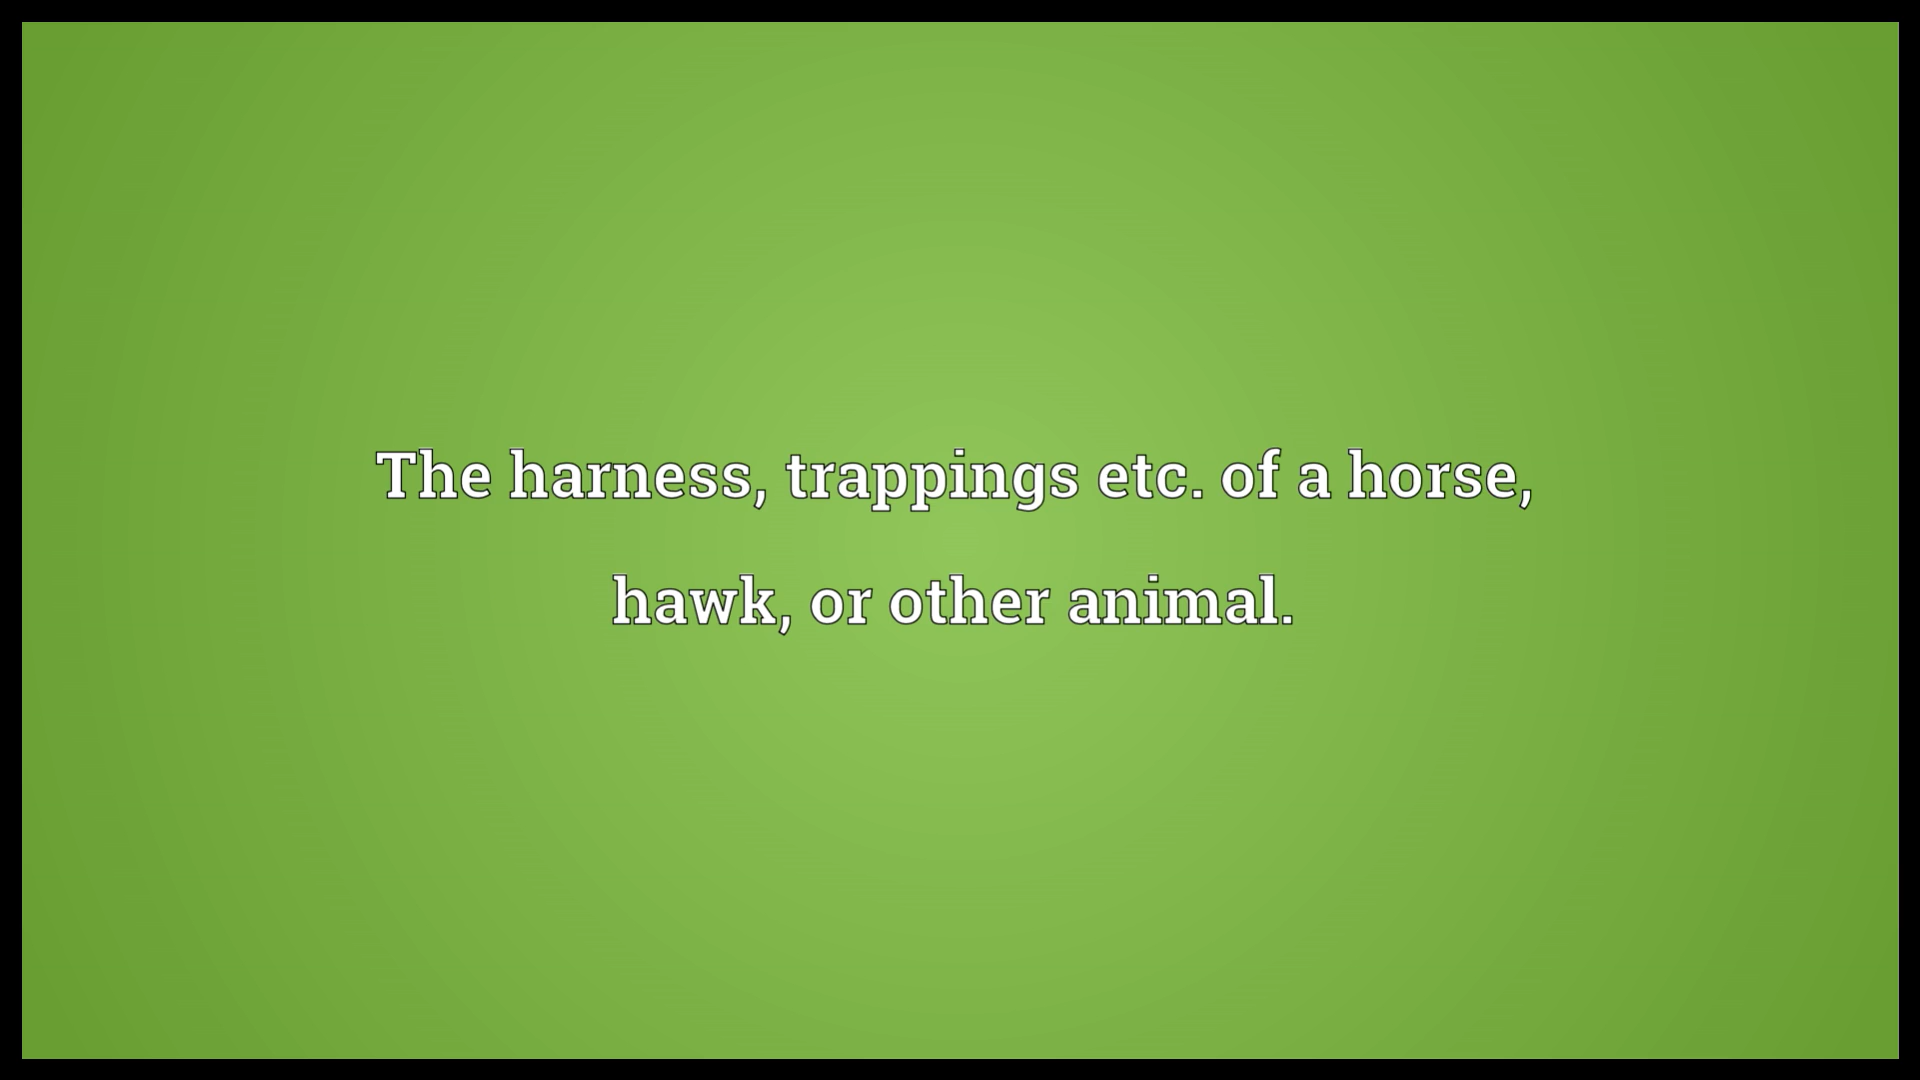 The harness, trappings etc. of a horse,
hawk, or other animal.